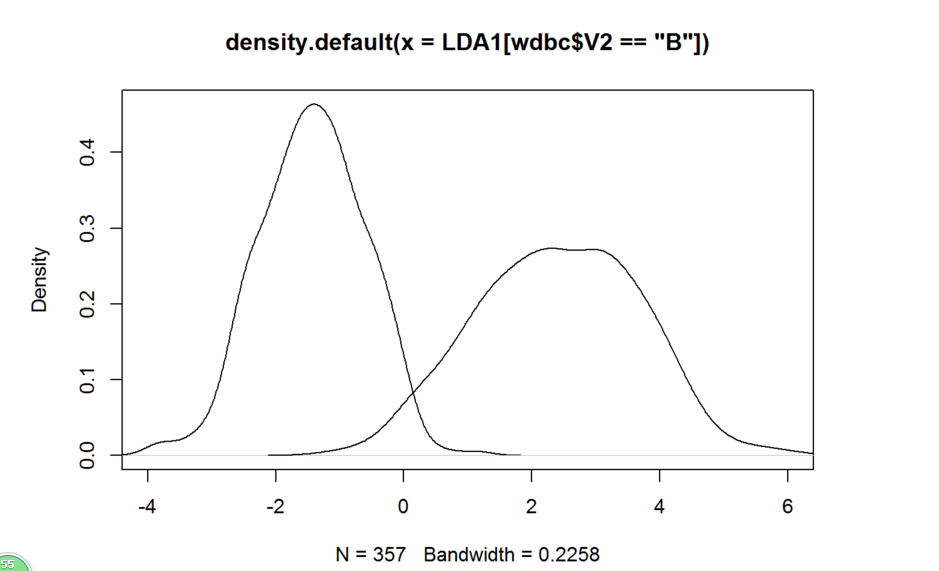 density.default(x = LDA1[wdbc$V2 == "B"])
Density
0.0 0.1 0.2 0.3 0.4
-4 -2 0 2 4 6
N = 357 Bandwidth = 0.2258
55